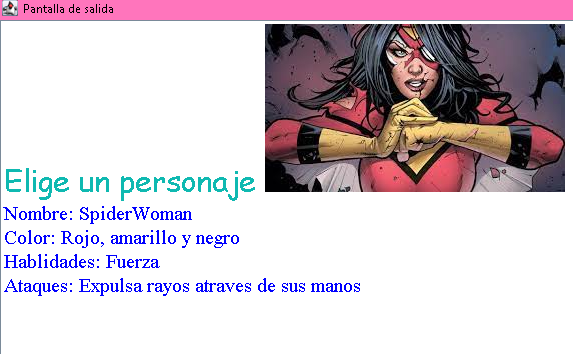 Pantalla de salida
Elige un personaje
Nombre: SpiderWoman
Color: Rojo, amarillo y negro
Hablidades: Fuerza
Ataques: Expulsa rayos atraves de sus manos